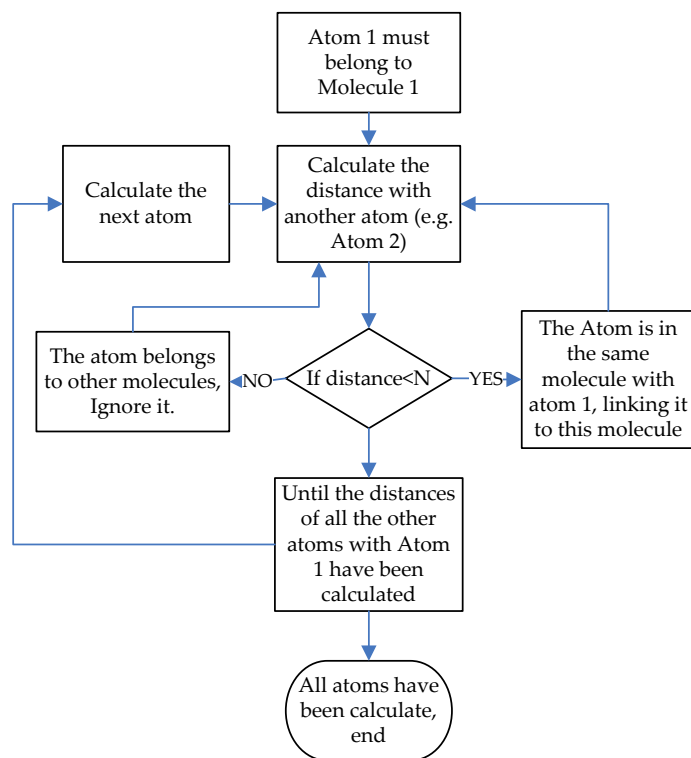 Atom 1 must
belong to
Molecule 1
Calculate the
next atom
Calculate the
distance with
another atom (e.g.
Atom 2)
The atom belongs
to other molecules,
Ignore it.
NO
If distance<N
YES
The Atom is in
the same
molecule with
atom 1, linking it
to this molecule
Until the distances
of all the other
atoms with Atom
1 have been
calculated
All atoms have
been calculate,
end